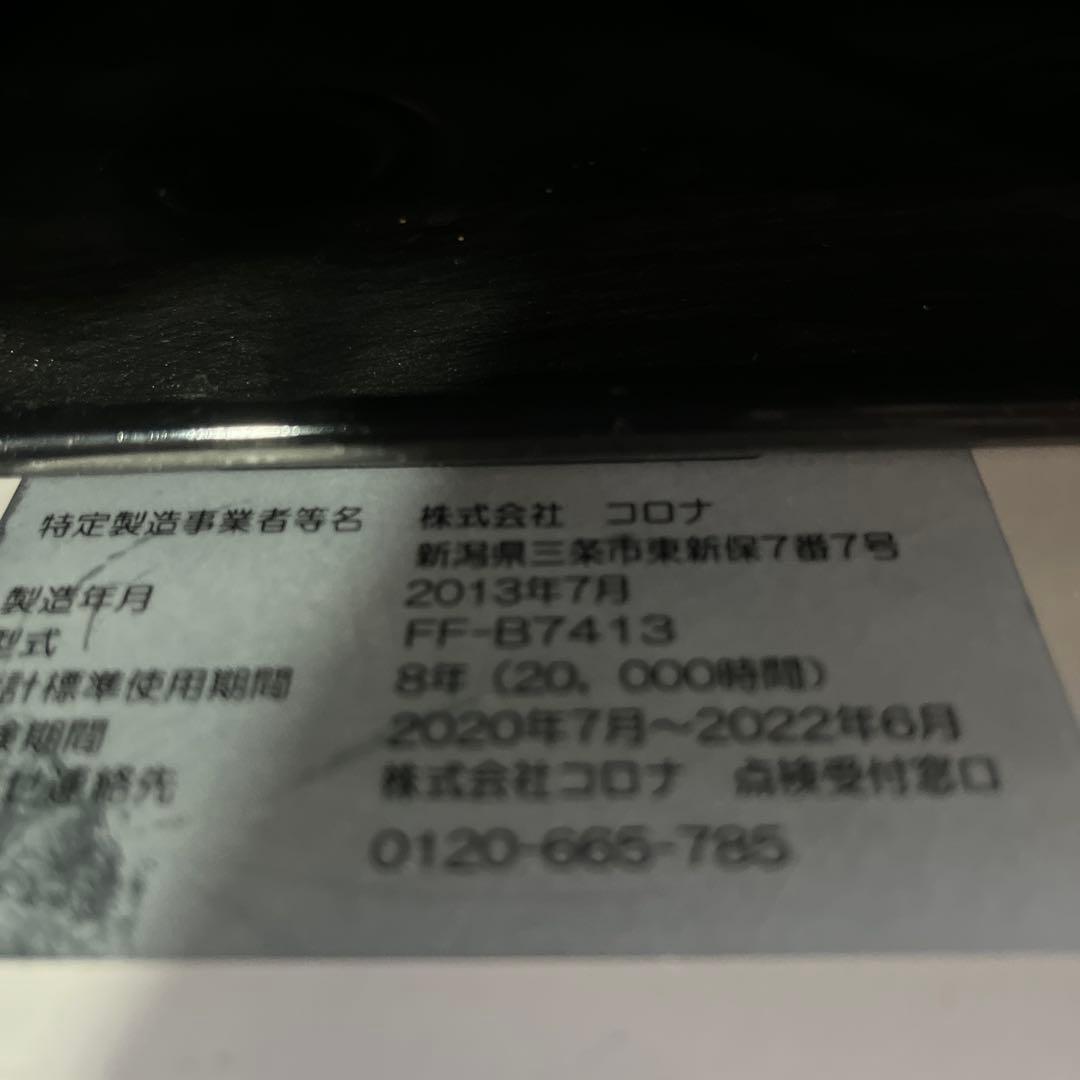 特定製造事業者等名 株式会社 コロナ
新潟県三条市東新保7番7号
製造年月 2013年7月
型式 FF-B7413
計標準使用期間 8年(20,000時間)
検期間 2020年7月～2022年6月
連絡先 株式会社コロナ 点検受付窓口
0120-665-785